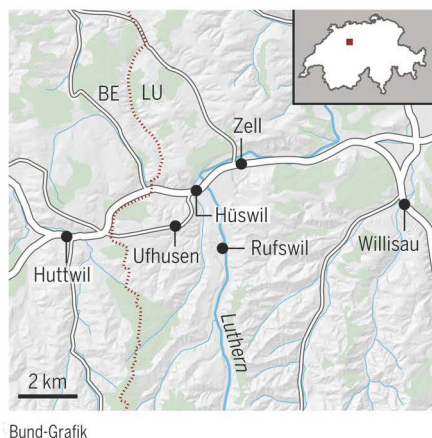 BE
LU
Zell
Hüswil
Ufhusen
Rufswil
Willisau
Huttwil
Luthern
2 km
Bund-Grafik